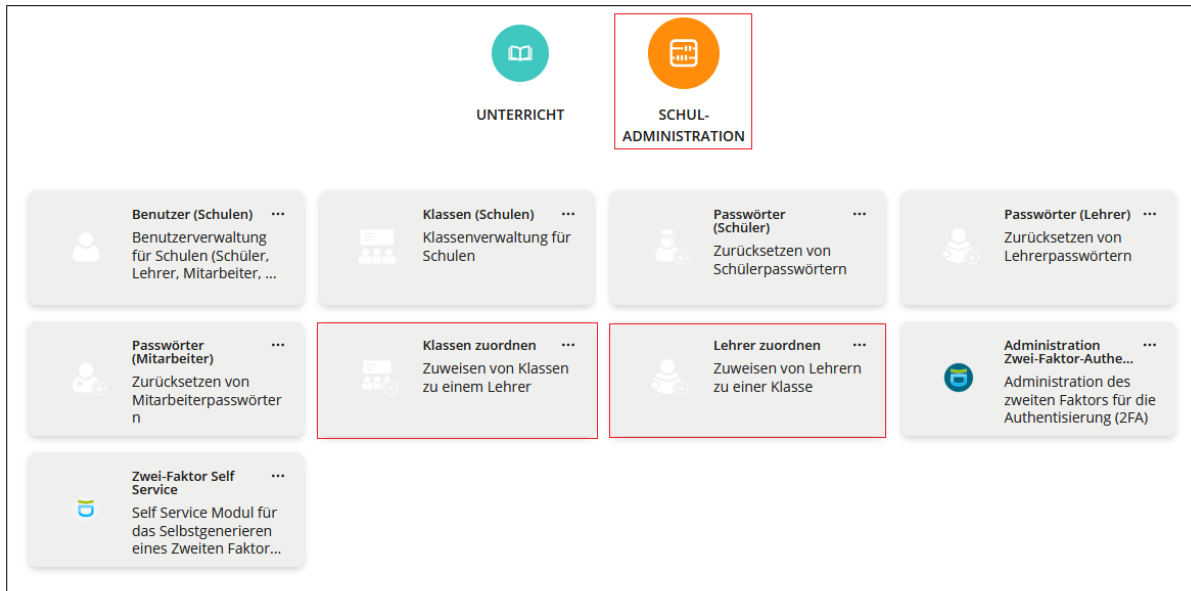 UNTERRICHT
SCHUL-
ADMINISTRATION
Benutzer (Schulen) ...
Benutzerverwaltung
für Schulen (Schüler,
Lehrer, Mitarbeiter, ...
Klassen (Schulen) ...
Klassenverwaltung für
Schulen
Passwörter ...
(Schüler)
Zurücksetzen von
Schülerpasswörtern
Passwörter (Lehrer) ...
Zurücksetzen von
Lehrerpasswörtern
Passwörter ...
(Mitarbeiter)
Zurücksetzen von
Mitarbeiterpasswörter
n
Klassen zuordnen ...
Zuweisen von Klassen
zu einem Lehrer
Lehrer zuordnen ...
Zuweisen von Lehrern
zu einer Klasse
Administration ...
Zwei-Faktor-Authe...
Administration des
zweiten Faktors für die
Authentisierung (2FA)
Zwei-Faktor Self ...
Service
Self Service Modul für
das Selbstgenerieren
eines Zweiten Faktor...